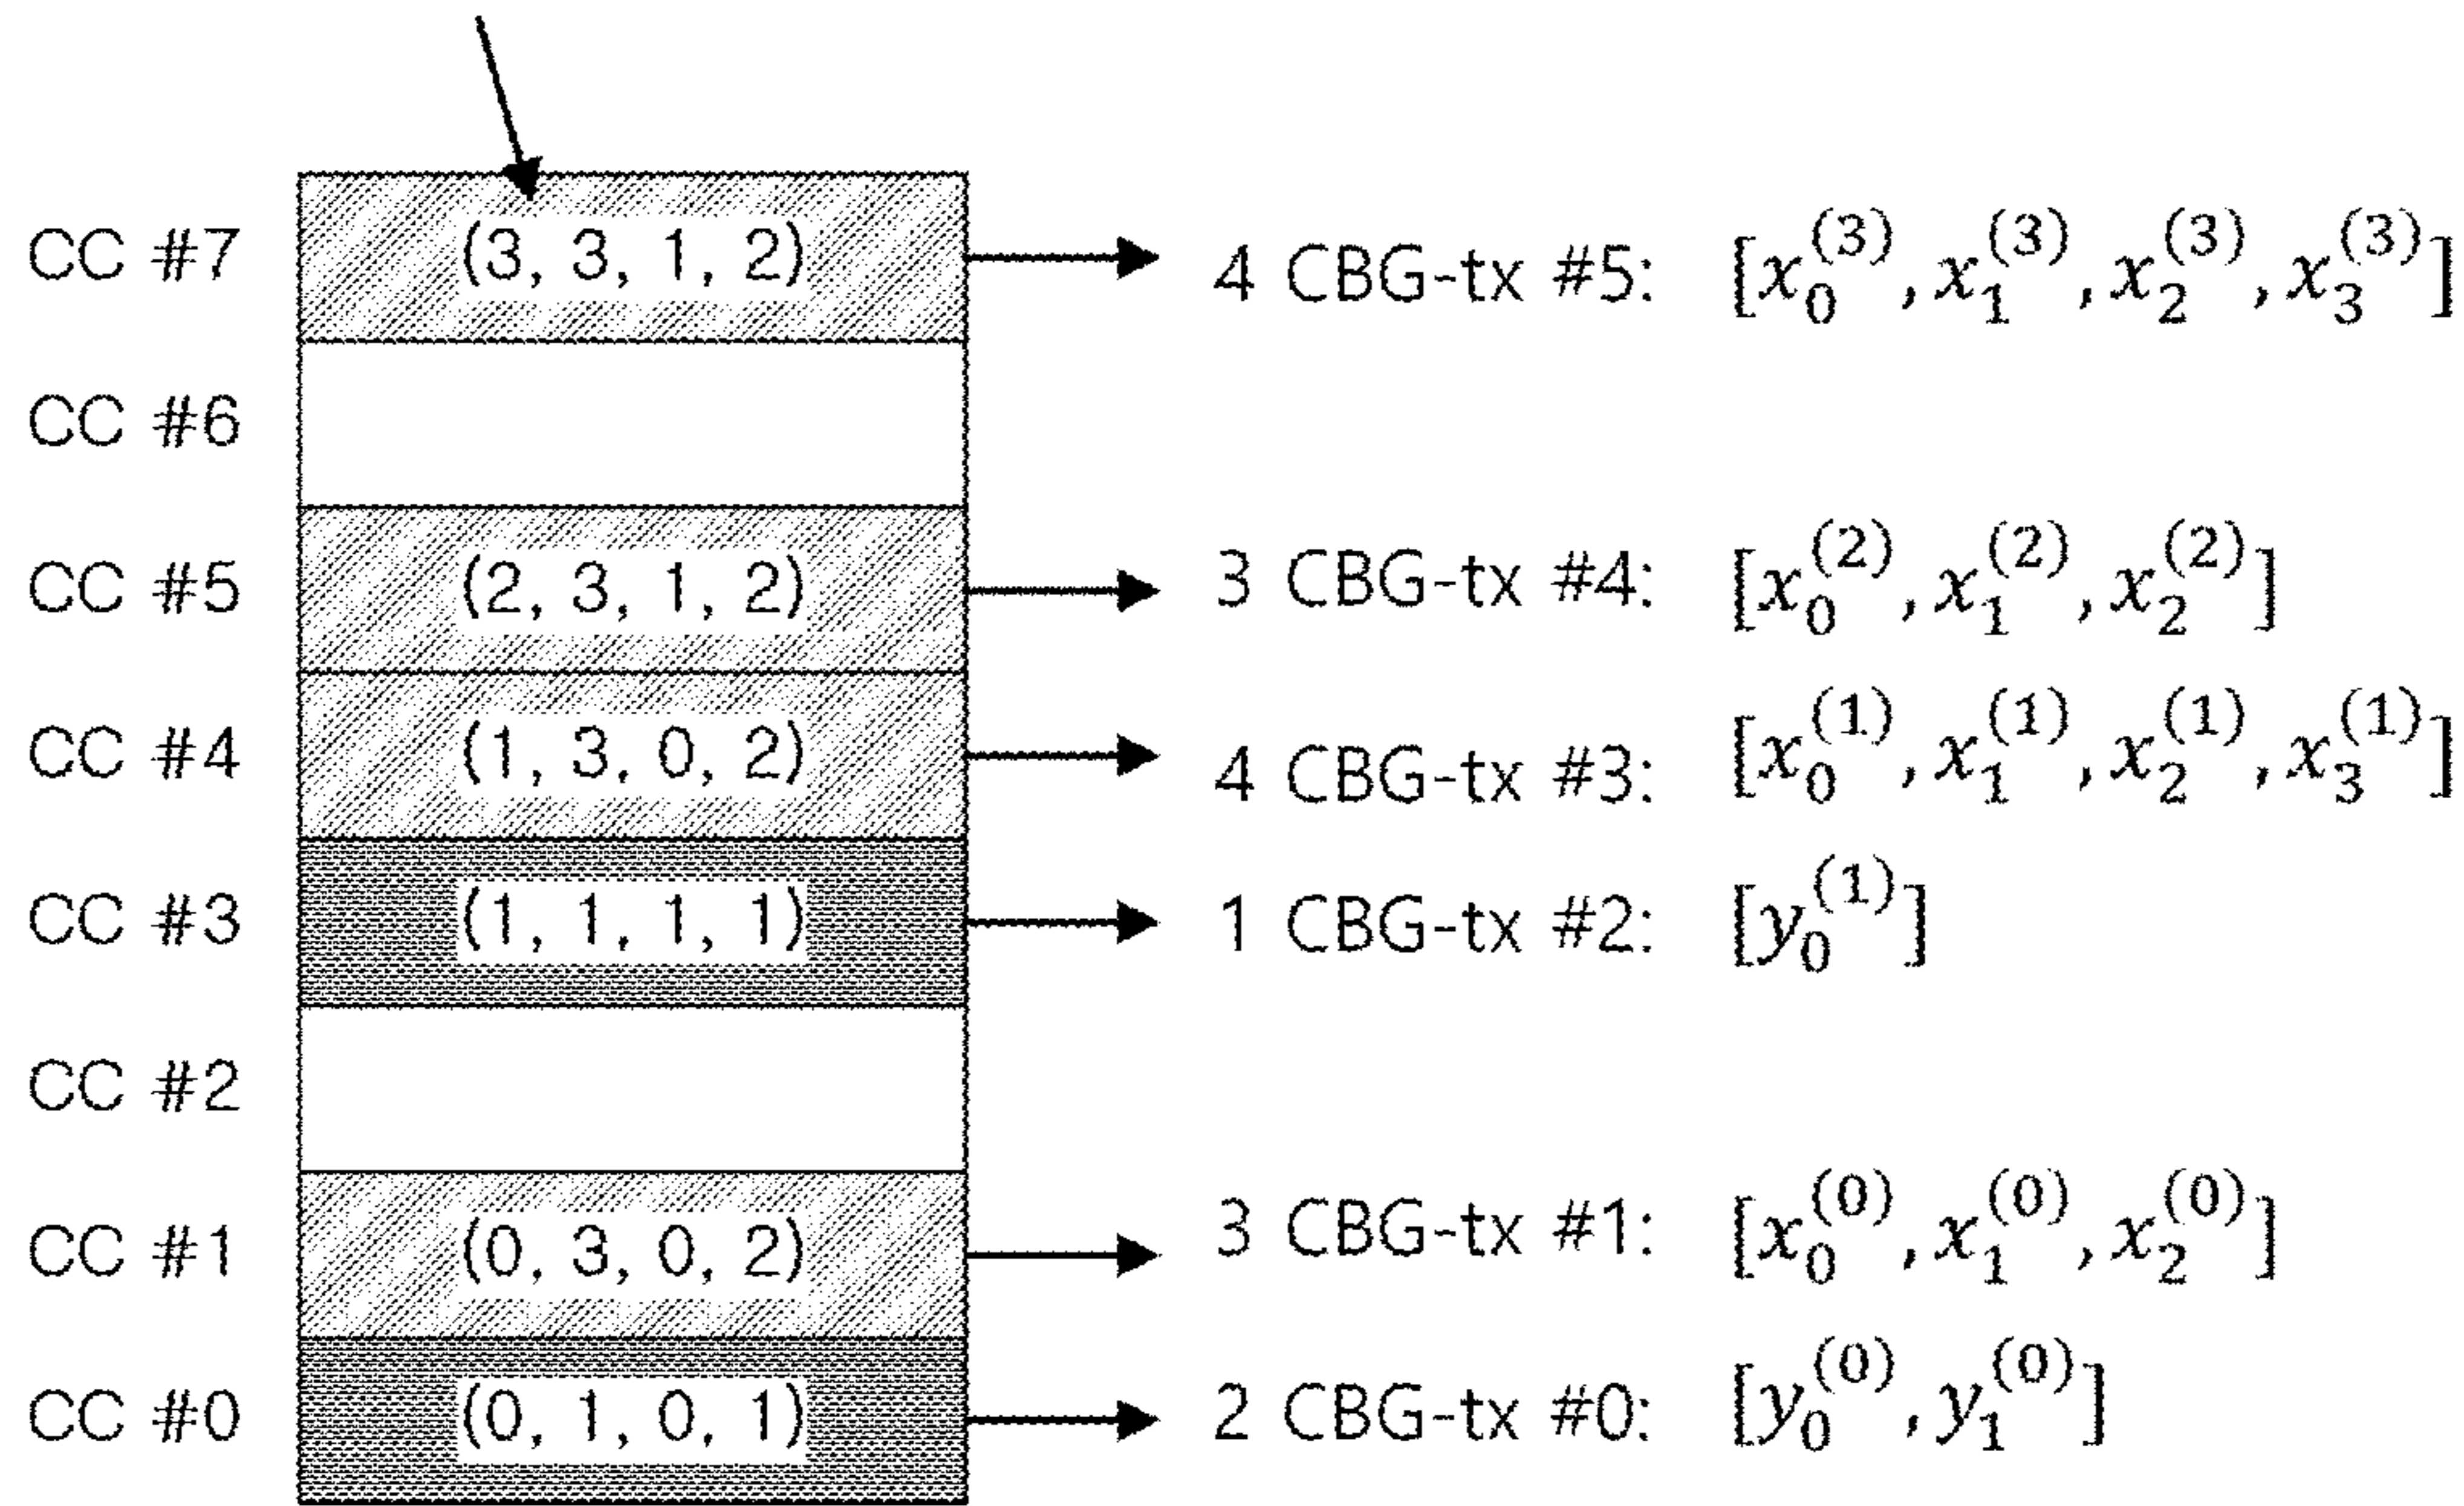 CC #7 (3, 3, 1, 2) 4 CBG-tx #5: [x₀⁽³⁾, x₁⁽³⁾, x₂⁽³⁾, x₃⁽³⁾]
CC #6
CC #5 (2, 3, 1, 2) 3 CBG-tx #4: [x₀⁽²⁾, x₁⁽²⁾, x₂⁽²⁾]
CC #4 (1, 3, 0, 2) 4 CBG-tx #3: [x₀⁽¹⁾, x₁⁽¹⁾, x₂⁽¹⁾, x₃⁽¹⁾]
CC #3 (1, 1, 1, 1) 1 CBG-tx #2: [y₀⁽¹⁾]
CC #2
CC #1 (0, 3, 0, 2) 3 CBG-tx #1: [x₀⁽⁰⁾, x₁⁽⁰⁾, x₂⁽⁰⁾]
CC #0 (0, 1, 0, 1) 2 CBG-tx #0: [y₀⁽⁰⁾, y₁⁽⁰⁾]